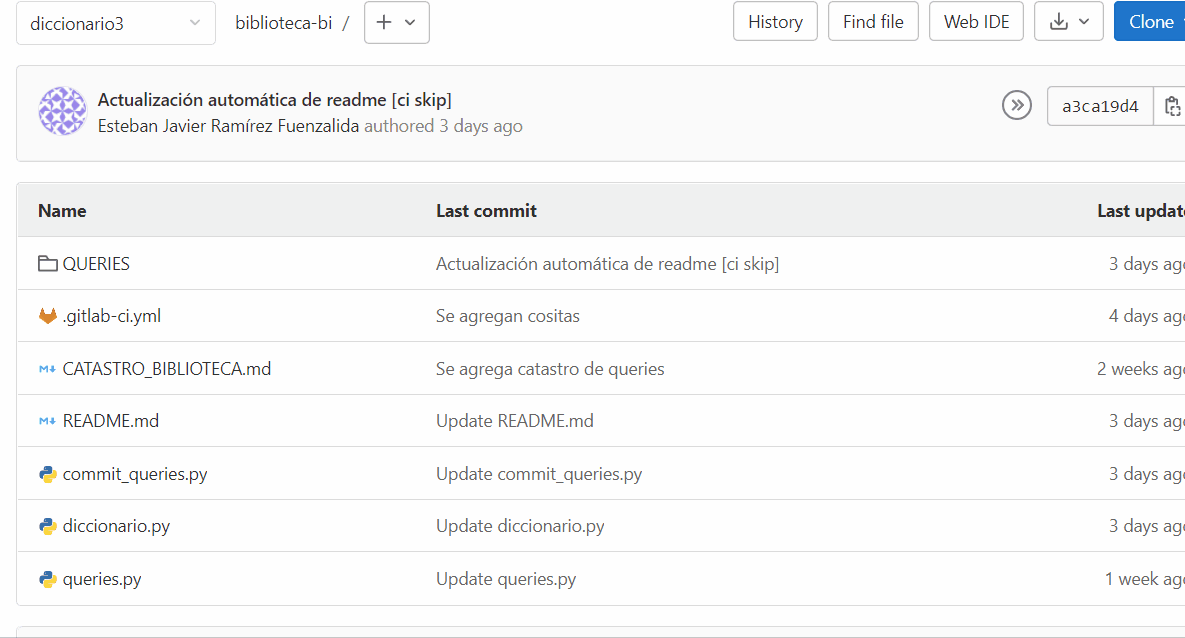 diccionario3 biblioteca-bi / + History Find file Web IDE Clone
Actualización automática de readme [ci skip]
Esteban Javier Ramírez Fuenzalida authored 3 days ago
a3ca19d4
Name Last commit Last update
QUERIES Actualización automática de readme [ci skip] 3 days ago
.gitlab-ci.yml Se agregan cositas 4 days ago
M↓ CATASTRO_BIBLIOTECA.md Se agrega catastro de queries 2 weeks ago
M↓ README.md Update README.md 3 days ago
commit_queries.py Update commit_queries.py 3 days ago
diccionario.py Update diccionario.py 3 days ago
queries.py Update queries.py 1 week ago